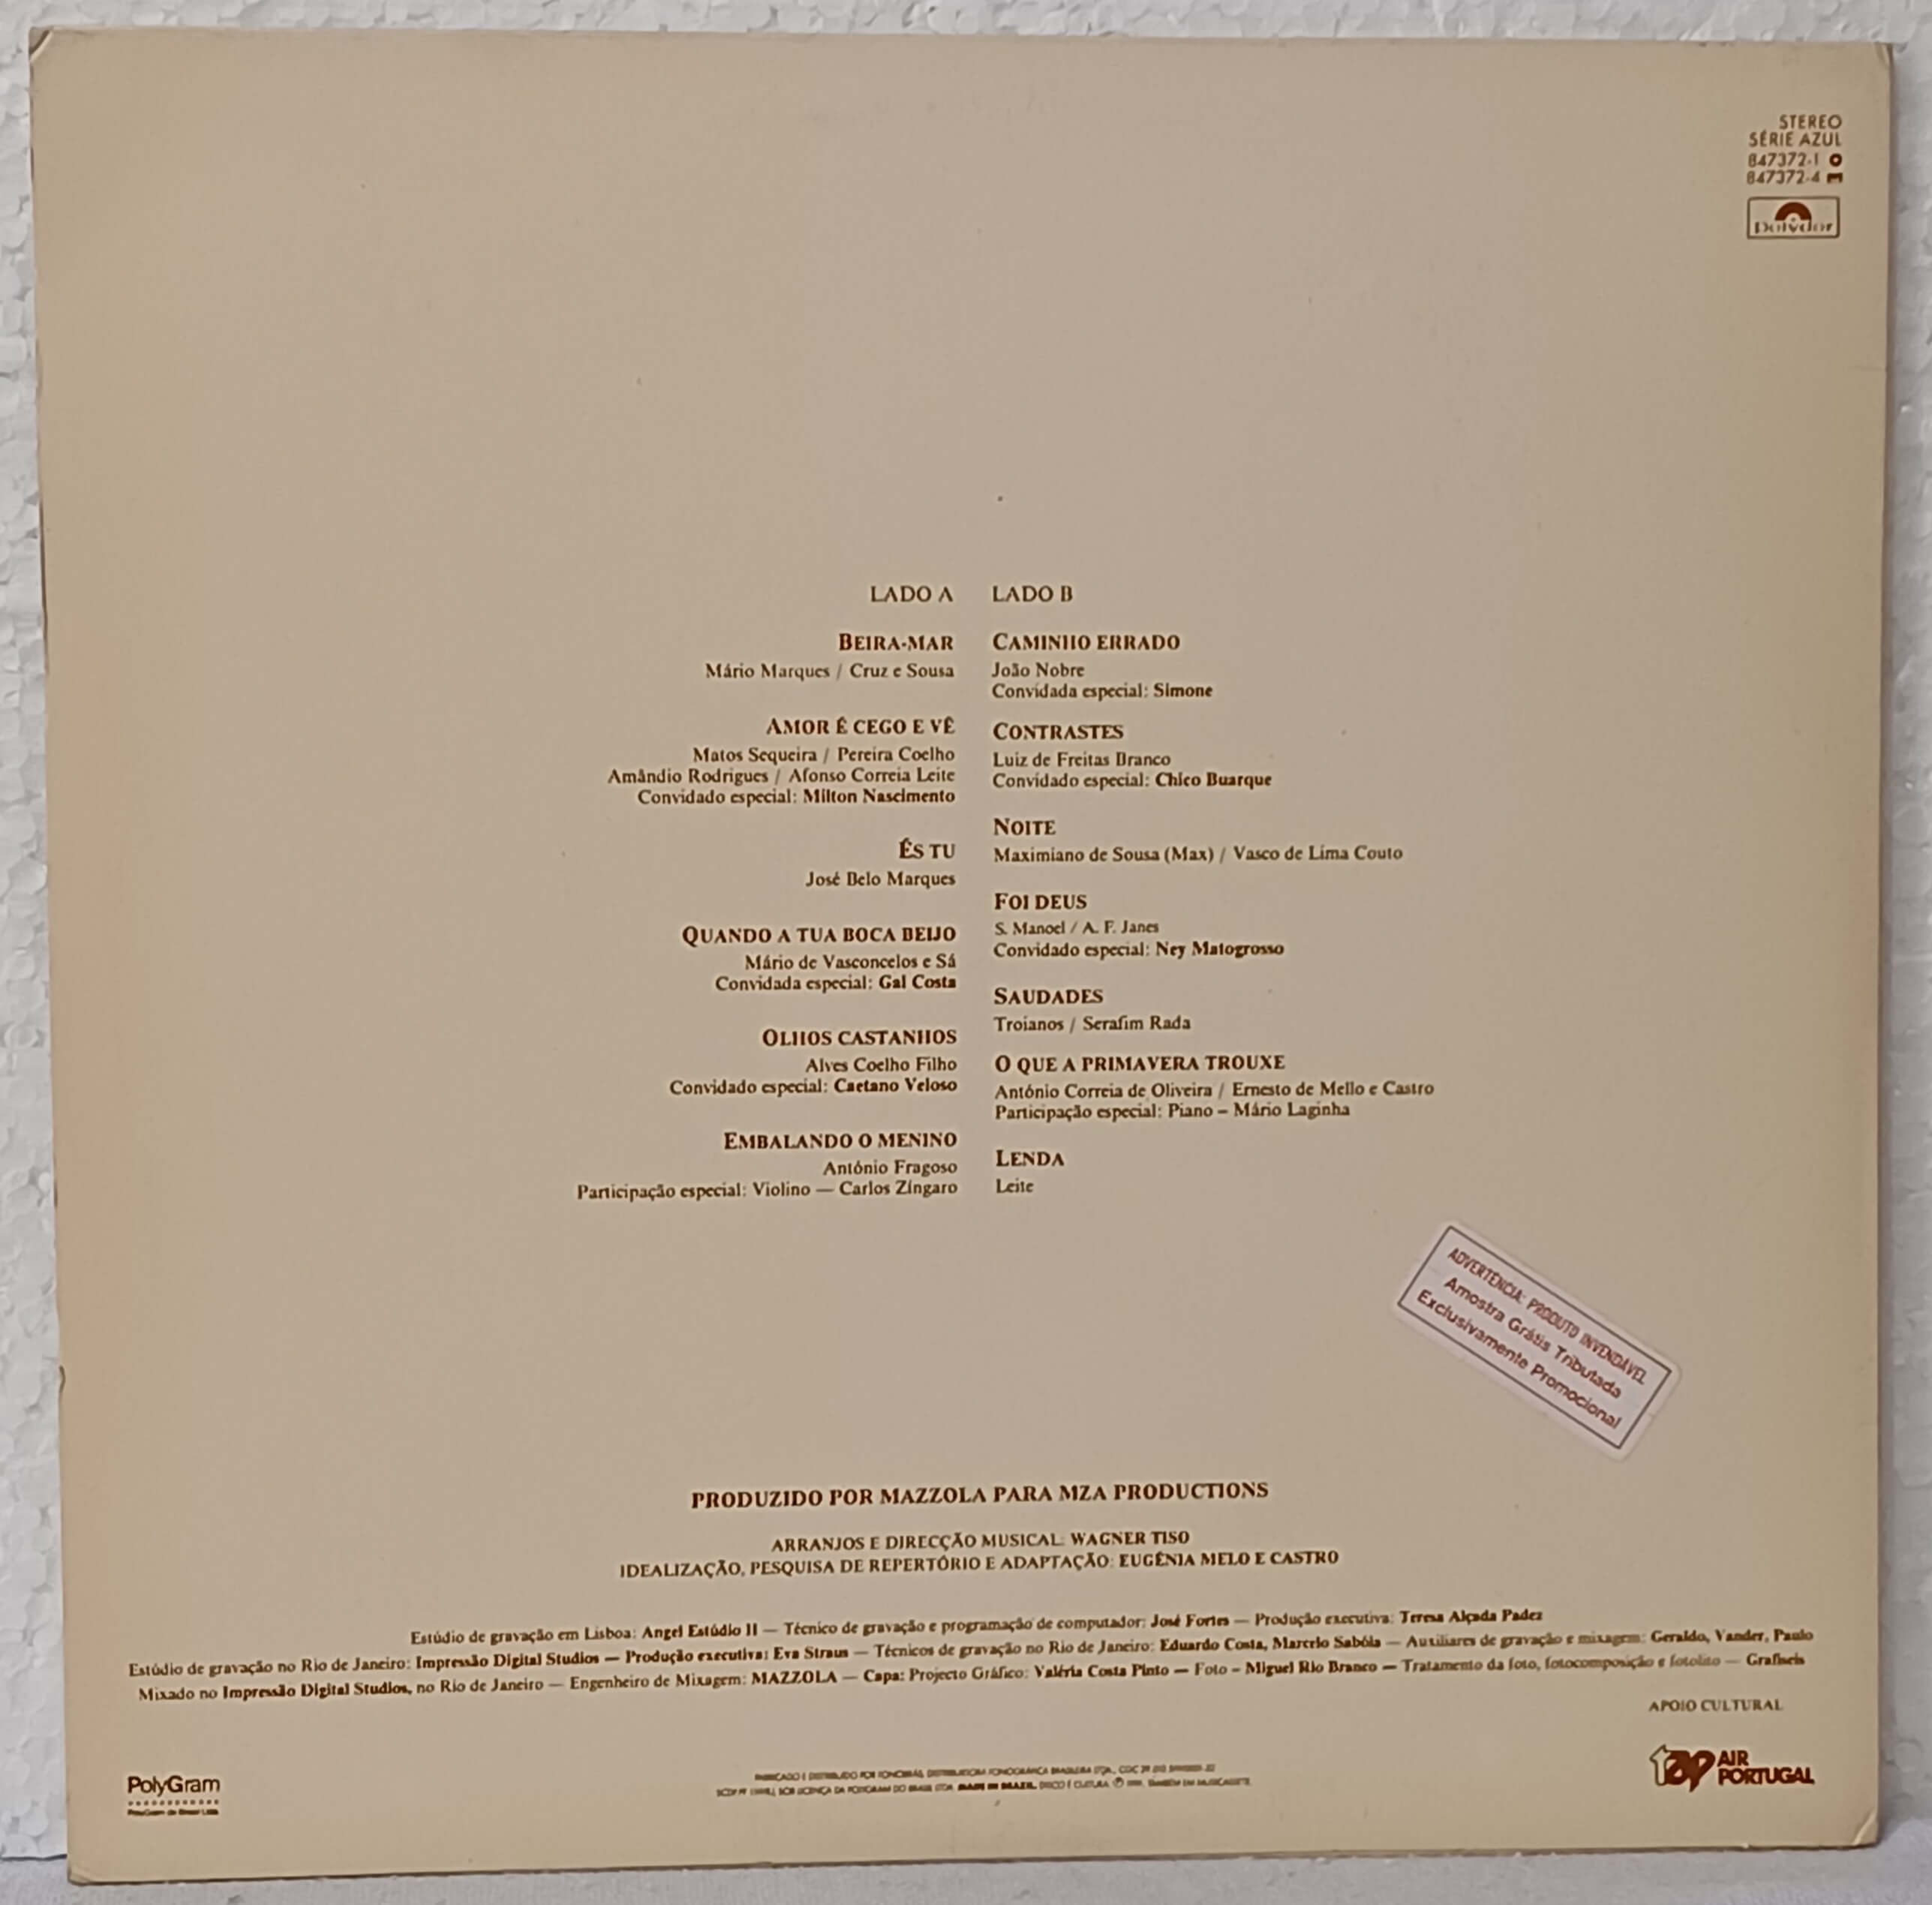 STEREO
SÉRIE AZUL
847372-1
847372-4
Polydor
LADO A
BEIRA-MAR
Mário Marques / Cruz e Sousa
AMOR É CEGO E VÊ
Matos Sequeira / Pereira Coelho
Amândio Rodrigues / Afonso Correia Leite
Convidado especial: Milton Nascimento
ÉS TU
José Belo Marques
QUANDO A TUA BOCA BEIJO
Mário de Vasconcelos e Sá
Convidada especial: Gal Costa
OLHOS CASTANHOS
Alves Coelho Filho
Convidado especial: Caetano Veloso
EMBALANDO O MENINO
António Fragoso
Participação especial: Violino — Carlos Zíngaro
LADO B
CAMINHO ERRADO
João Nobre
Convidada especial: Simone
CONTRASTES
Luiz de Freitas Branco
Convidado especial: Chico Buarque
NOITE
Maximiano de Sousa (Max) / Vasco de Lima Couto
FOI DEUS
S. Manoel / A. F. Janes
Convidado especial: Ney Matogrosso
SAUDADES
Troianos / Serafim Rada
O QUE A PRIMAVERA TROUXE
António Correia de Oliveira / Ernesto de Mello e Castro
Participação especial: Piano – Mário Laginha
LENDA
Leite
ADVERTÊNCIA: PRODUTO INVENDÁVEL
Amostra Grátis Tributada
Exclusivamente Promocional
PRODUZIDO POR MAZZOLA PARA MZA PRODUCTIONS
ARRANJOS E DIRECÇÃO MUSICAL: WAGNER TISO
IDEALIZAÇÃO, PESQUISA DE REPERTÓRIO E ADAPTAÇÃO: EUGÉNIA MELO E CASTRO
Estúdio de gravação em Lisboa: Angel Estúdio II — Técnico de gravação e programação de computador: José Fortes — Produção executiva: Teresa Alçada Padez
Estúdio de gravação no Rio de Janeiro: Impressão Digital Studios — Produção executiva: Eva Straus — Técnicos de gravação no Rio de Janeiro: Eduardo Costa, Marcelo Sabóia — Auxiliares de gravação e mixagem: Geraldo, Vander, Paulo
Mixado no Impressão Digital Studios, no Rio de Janeiro — Engenheiro de Mixagem: MAZZOLA — Capa: Projecto Gráfico: Valéria Costa Pinto — Foto – Miguel Rio Branco — Tratamento da foto, fotocomposição e fotolito — Grafiseis
APOIO CULTURAL
tap AIR
PORTUGAL
PolyGram
PolyGram do Brasil Ltda
MADE IN BRAZIL. DISCO É CULTURA